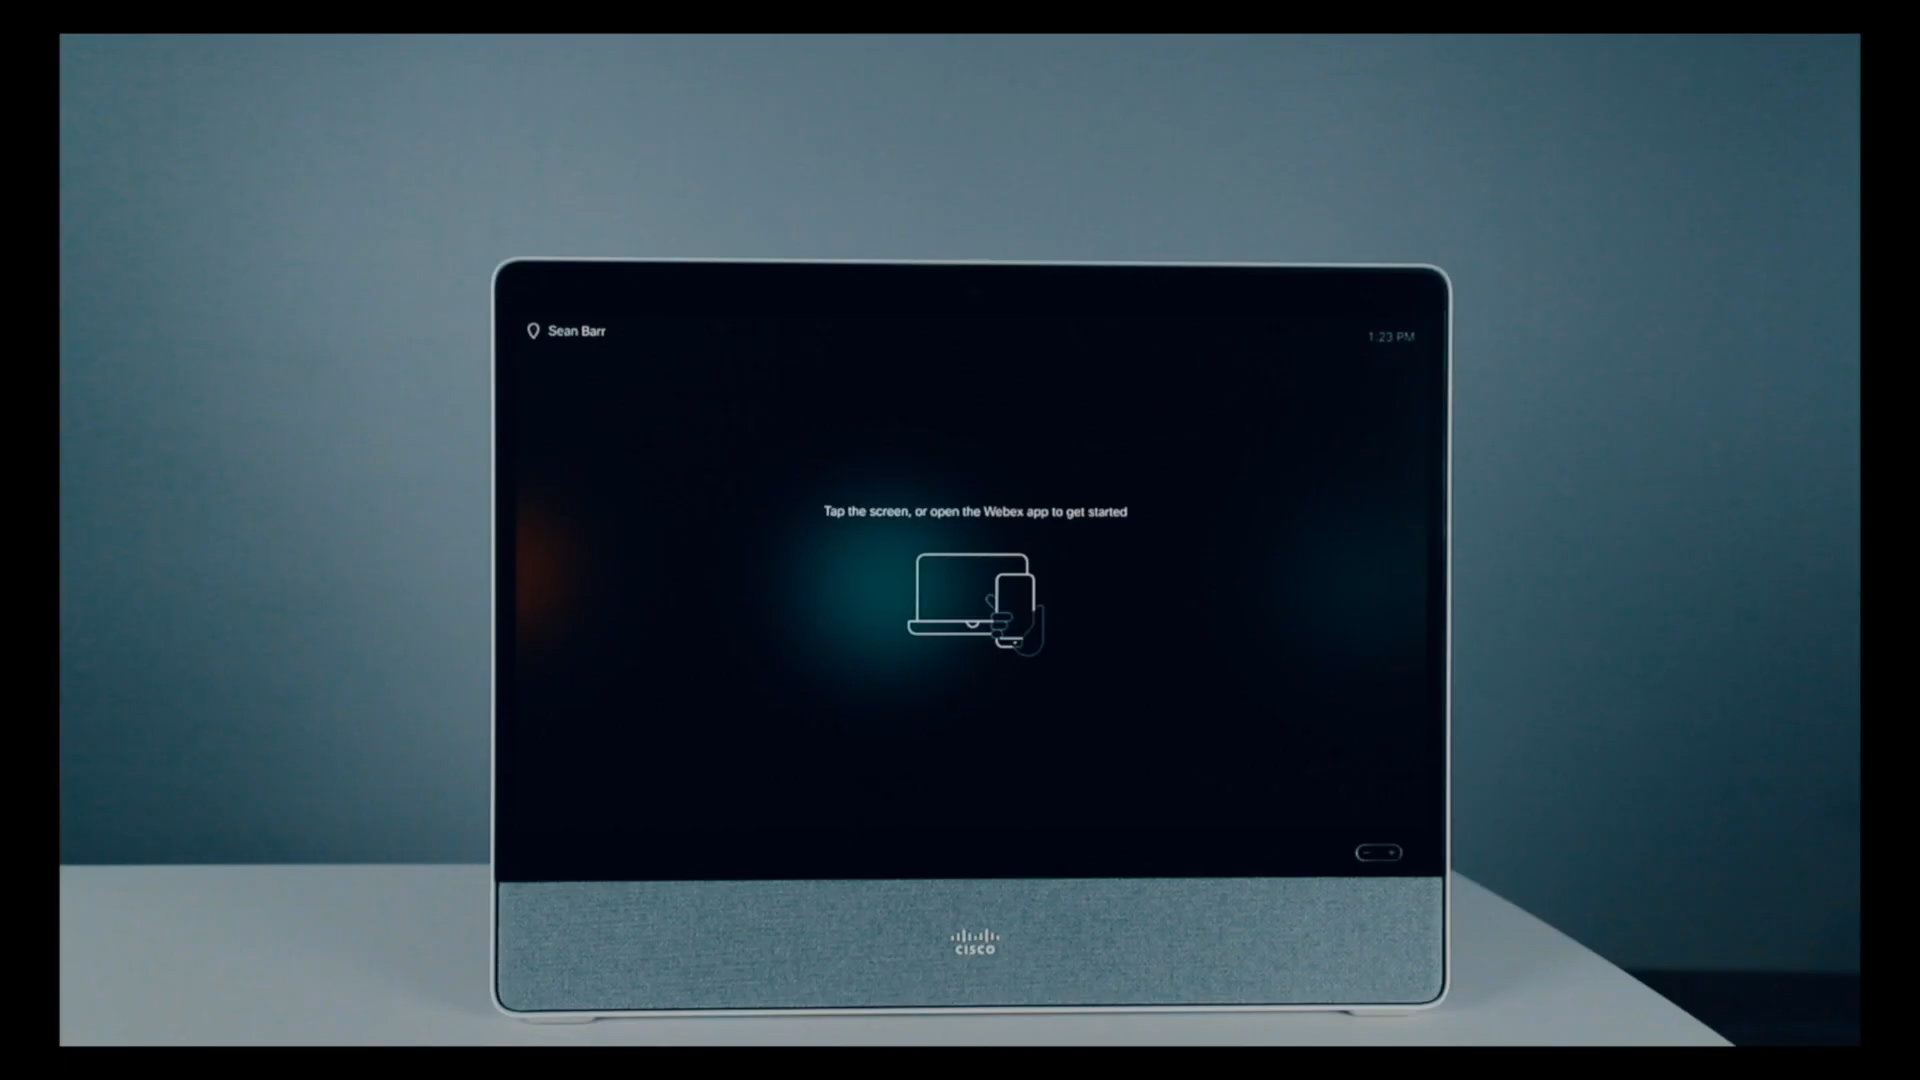 Sean Barr
1:23 PM
Tap the screen, or open the Webex app to get started
CISCO